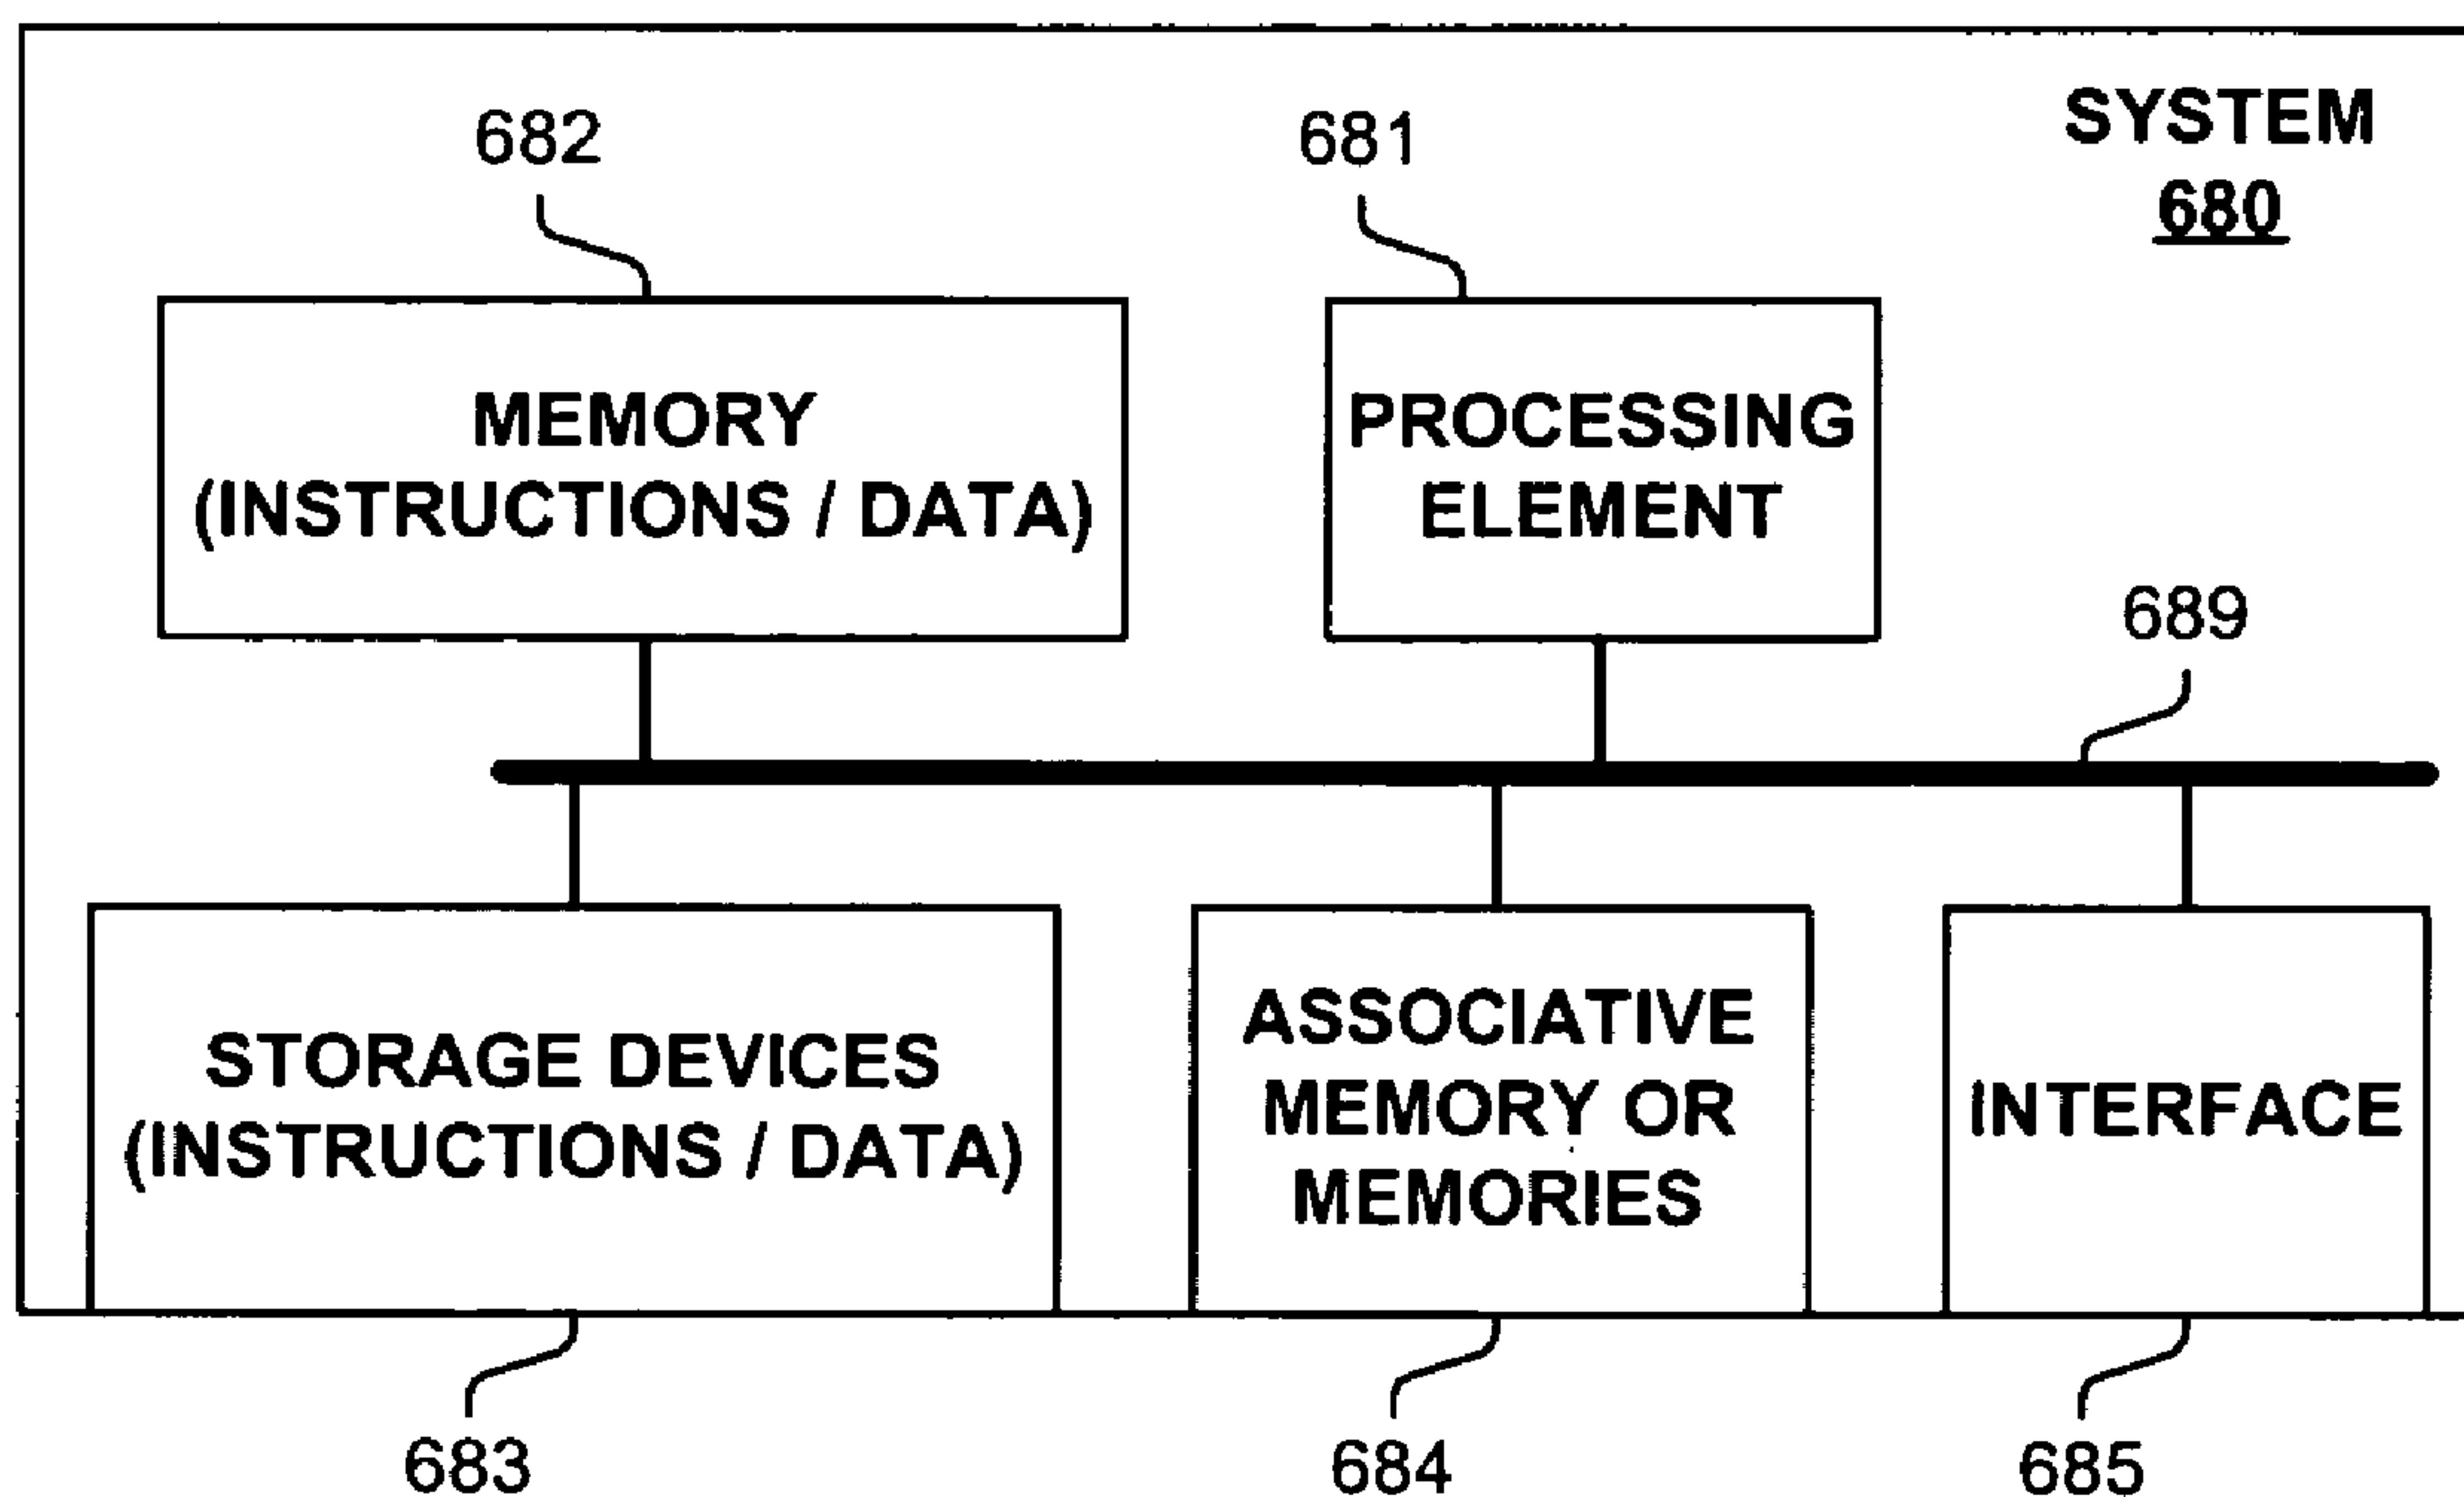 SYSTEM
680
682
681
MEMORY
(INSTRUCTIONS / DATA)
PROCESSING
ELEMENT
689
STORAGE DEVICES
(INSTRUCTIONS / DATA)
ASSOCIATIVE
MEMORY OR
MEMORIES
INTERFACE
683
684
685